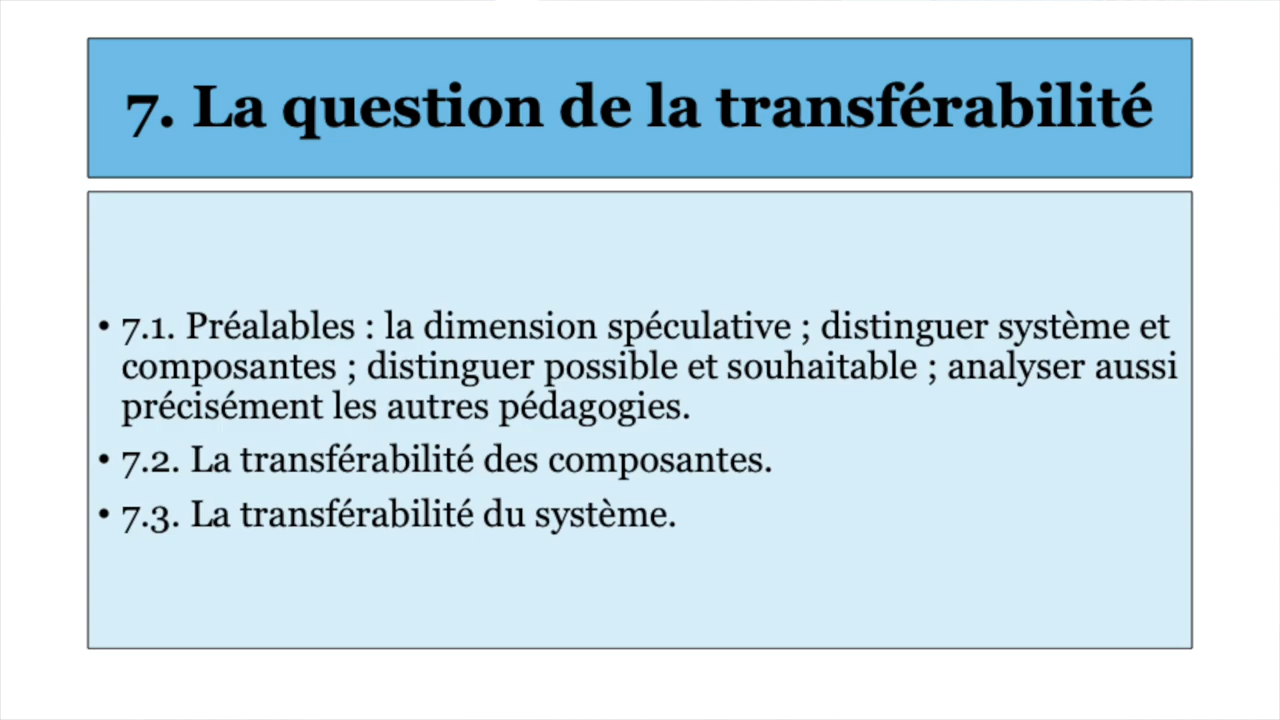 7. La question de la transférabilité
• 7.1. Préalables : la dimension spéculative ; distinguer système et
composantes ; distinguer possible et souhaitable ; analyser aussi
précisément les autres pédagogies.
• 7.2. La transférabilité des composantes.
• 7.3. La transférabilité du système.